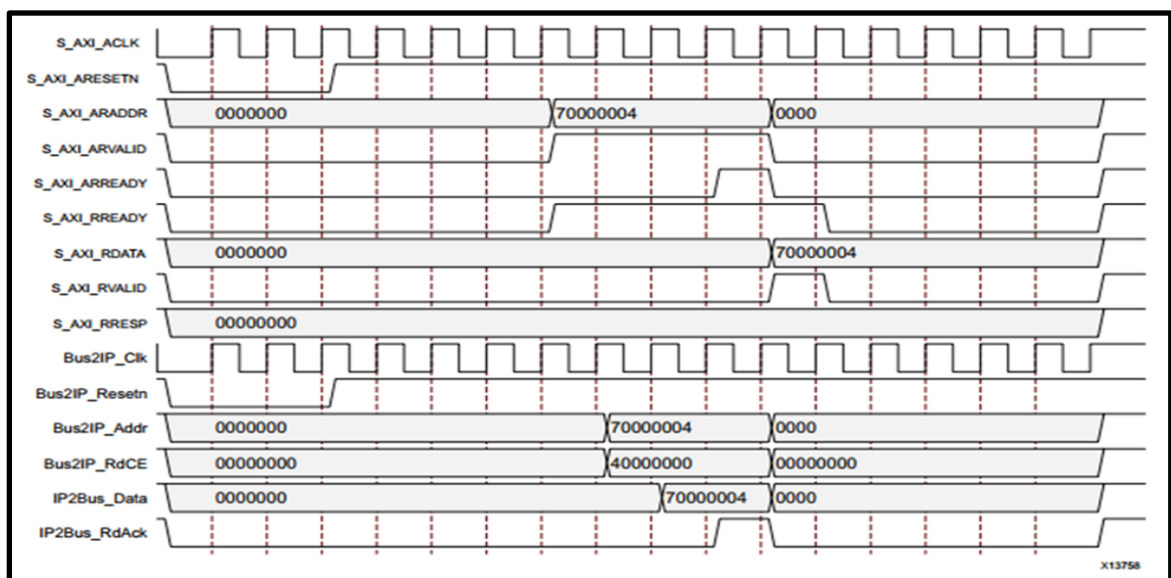 S_AXI_ACLK
S_AXI_ARESETN
S_AXI_ARADDR 0000000 70000004 0000
S_AXI_ARVALID
S_AXI_ARREADY
S_AXI_RREADY
S_AXI_RDATA 0000000 70000004
S_AXI_RVALID
S_AXI_RRESP 00000000
Bus2IP_Clk
Bus2IP_Resetn
Bus2IP_Addr 0000000 70000004 0000
Bus2IP_RdCE 00000000 40000000 00000000
IP2Bus_Data 0000000 70000004 0000
IP2Bus_RdAck
X13758